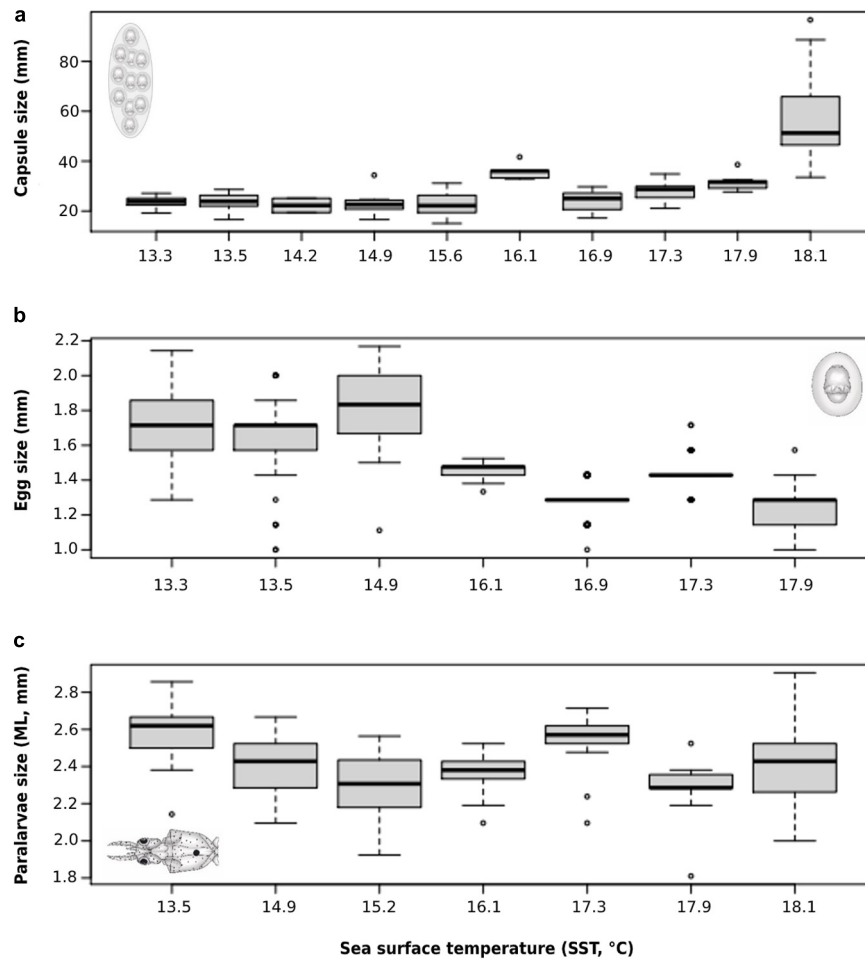 a
Capsule size (mm)
80
60
40
20
13.3 13.5 14.2 14.9 15.6 16.1 16.9 17.3 17.9 18.1
b
Egg size (mm)
2.2
2.0
1.8
1.6
1.4
1.2
1.0
13.3 13.5 14.9 16.1 16.9 17.3 17.9
c
Paralarvae size (ML, mm)
2.8
2.6
2.4
2.2
2.0
1.8
13.5 14.9 15.2 16.1 17.3 17.9 18.1
Sea surface temperature (SST, °C)